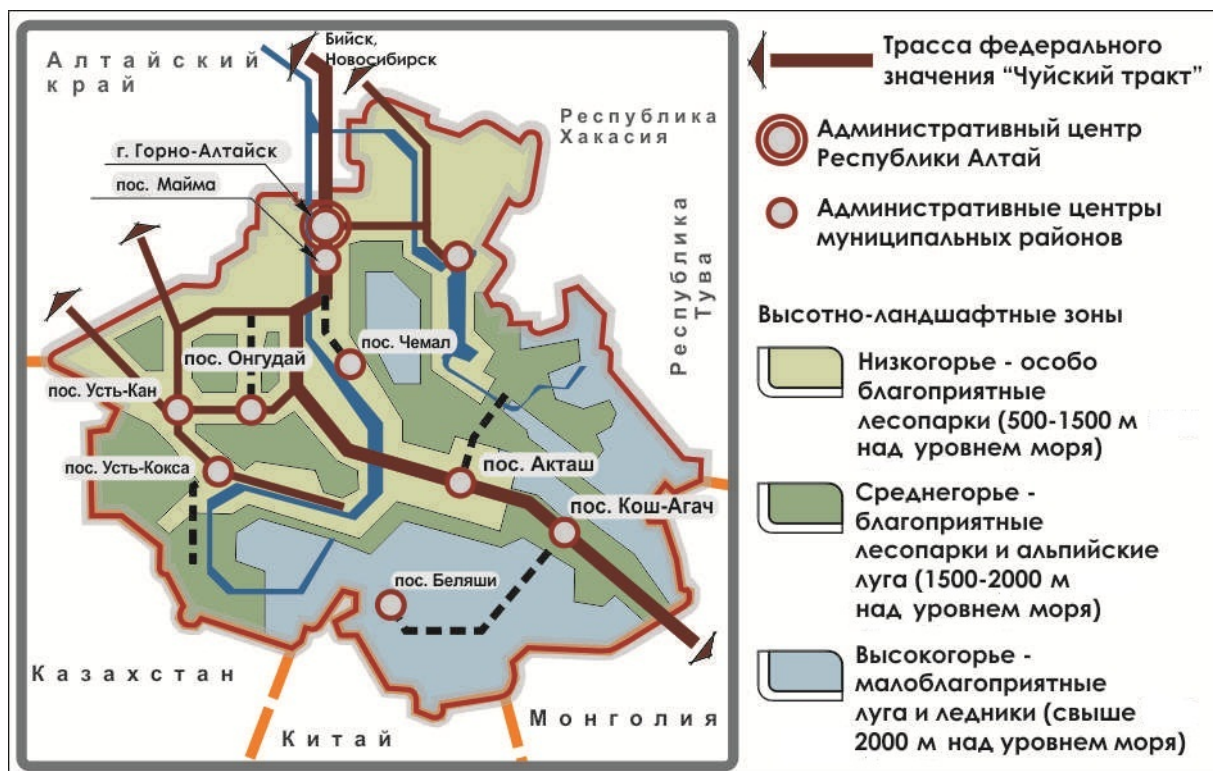 Алтайский
край
Бийск,
Новосибирск
Республика
Хакасия
г. Горно-Алтайск
пос. Майма
Республика
Тува
пос. Чемал
пос. Онгудай
пос. Усть-Кан
пос. Усть-Кокса
пос. Акташ
пос. Кош-Агач
пос. Беляши
Казахстан
Китай
Монголия
Трасса федерального
значения “Чуйский тракт”
Административный центр
Республики Алтай
Административные центры
муниципальных районов
Высотно-ландшафтные зоны
Низкогорье - особо
благоприятные
лесопарки (500-1500 м
над уровнем моря)
Среднегорье -
благоприятные
лесопарки и альпийские
луга (1500-2000 м
над уровнем моря)
Высокогорье -
малоблагоприятные
луга и ледники (свыше
2000 м над уровнем моря)